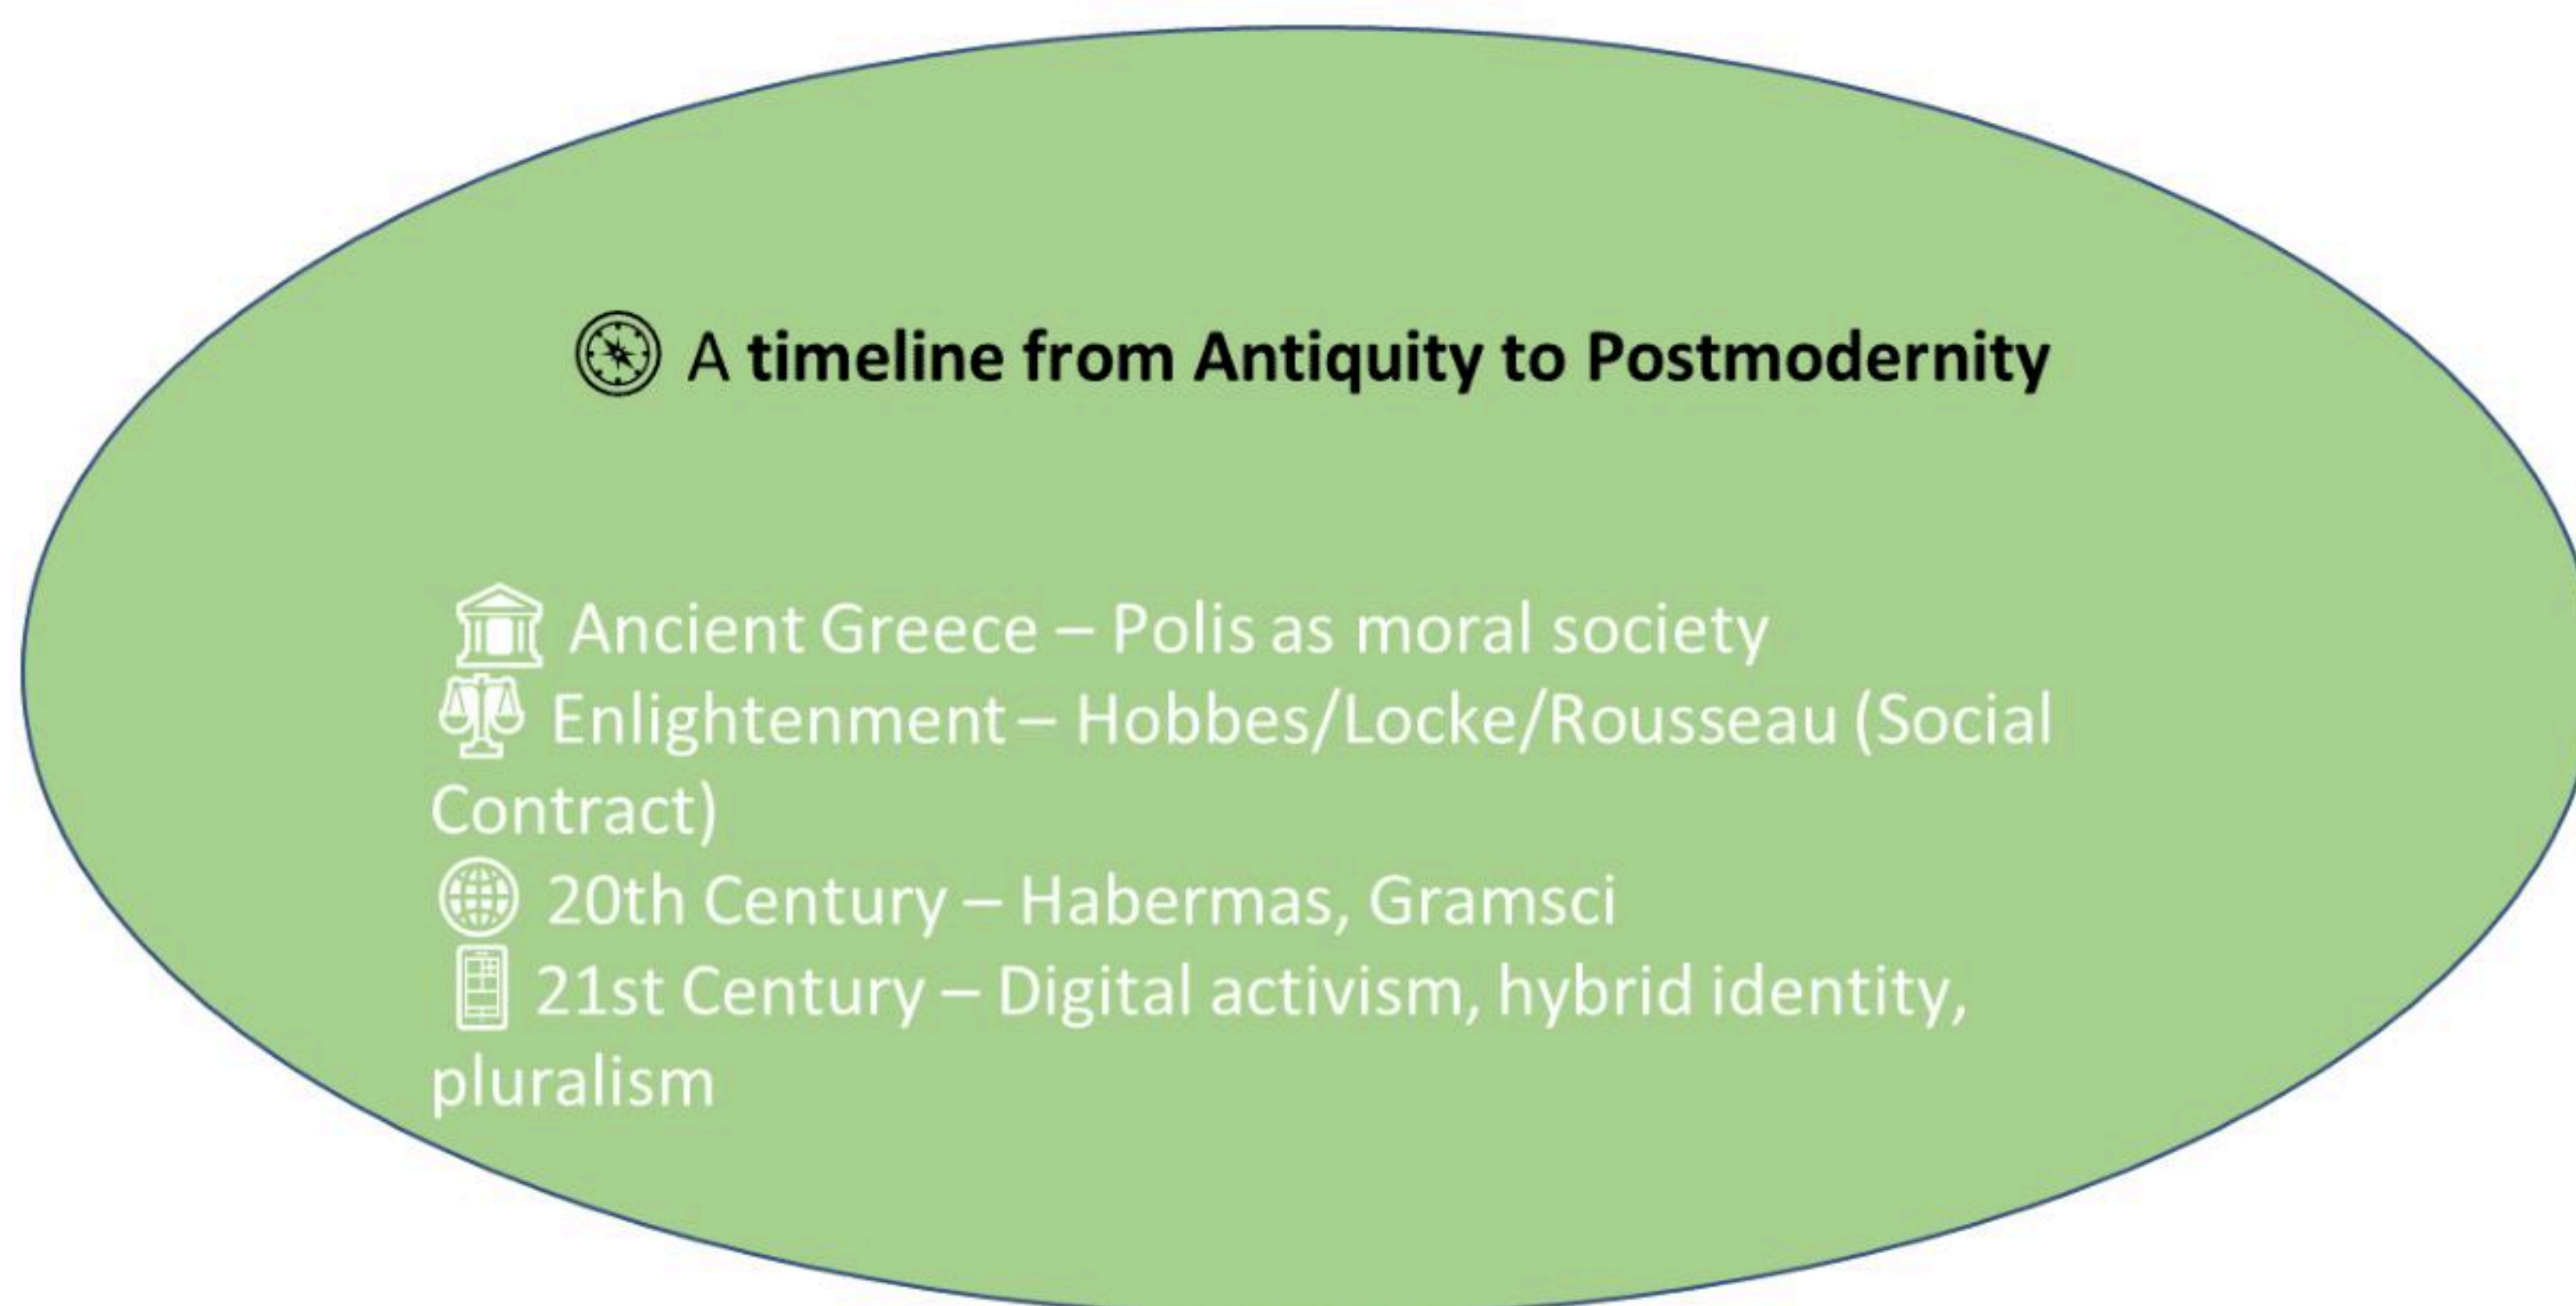 A timeline from Antiquity to Postmodernity
Ancient Greece – Polis as moral society
Enlightenment – Hobbes/Locke/Rousseau (Social
Contract)
20th Century – Habermas, Gramsci
21st Century – Digital activism, hybrid identity,
pluralism